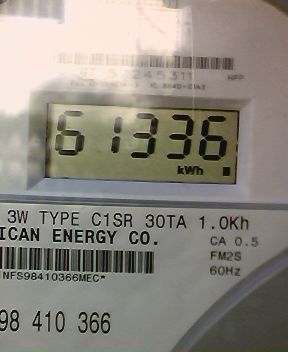 61336
kWh
3W TYPE C1SR 30TA 1.0Kh
ICAN ENERGY CO.
CA 0.5
FM2S
60Hz
NFS98410366MEC*
98 410 366